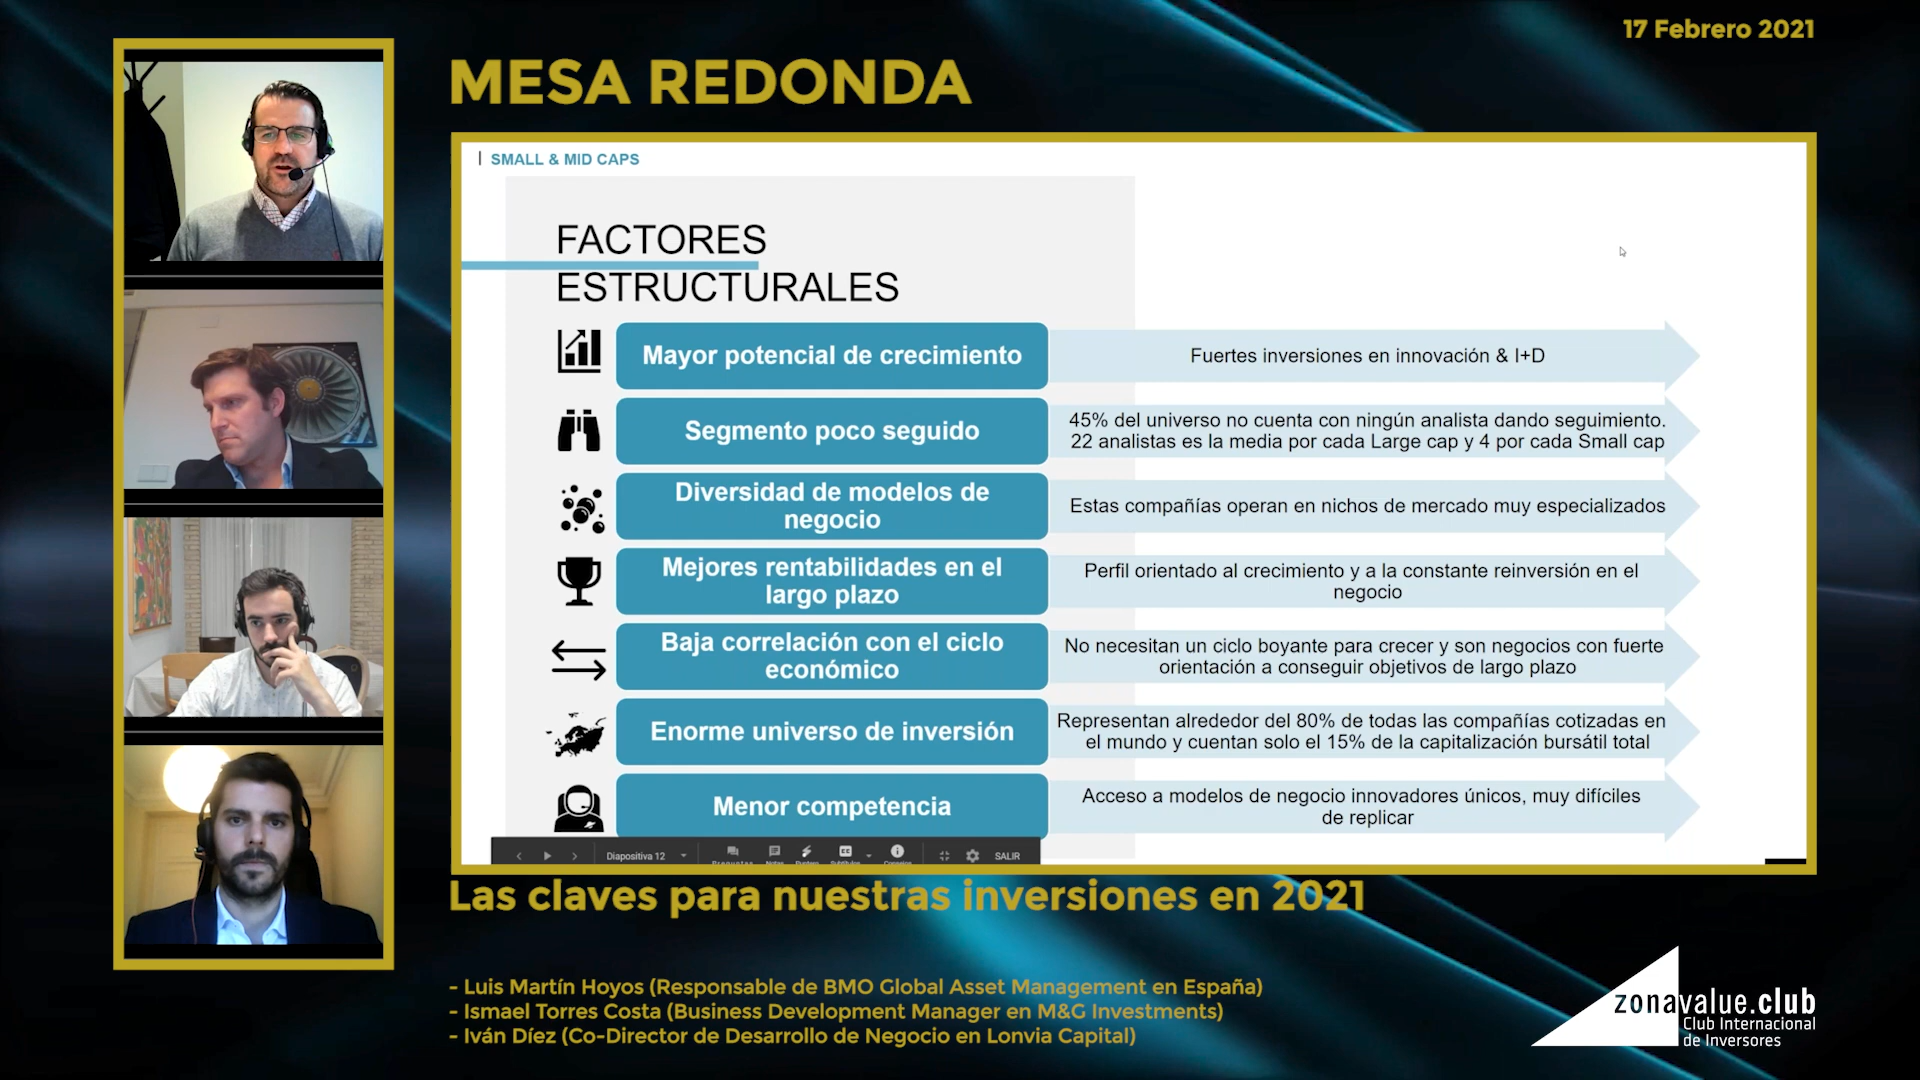 17 Febrero 2021
MESA REDONDA
SMALL & MID CAPS
FACTORES
ESTRUCTURALES
Mayor potencial de crecimiento
Fuertes inversiones en innovación & I+D
Segmento poco seguido
45% del universo no cuenta con ningún analista dando seguimiento.
22 analistas es la media por cada Large cap y 4 por cada Small cap
Diversidad de modelos de
negocio
Estas compañías operan en nichos de mercado muy especializados
Mejores rentabilidades en el
largo plazo
Perfil orientado al crecimiento y a la constante reinversión en el
negocio
Baja correlación con el ciclo
económico
No necesitan un ciclo boyante para crecer y son negocios con fuerte
orientación a conseguir objetivos de largo plazo
Enorme universo de inversión
Representan alrededor del 80% de todas las compañías cotizadas en
el mundo y cuentan solo el 15% de la capitalización bursátil total
Menor competencia
Acceso a modelos de negocio innovadores únicos, muy difíciles
de replicar
Diapositiva 12
SALIR
Las claves para nuestras inversiones en 2021
- Luis Martín Hoyos (Responsable de BMO Global Asset Management en España)
- Ismael Torres Costa (Business Development Manager en M&G Investments)
- Iván Díez (Co-Director de Desarrollo de Negocio en Lonvia Capital)
zonavalue.club
Club Internacional
de Inversores